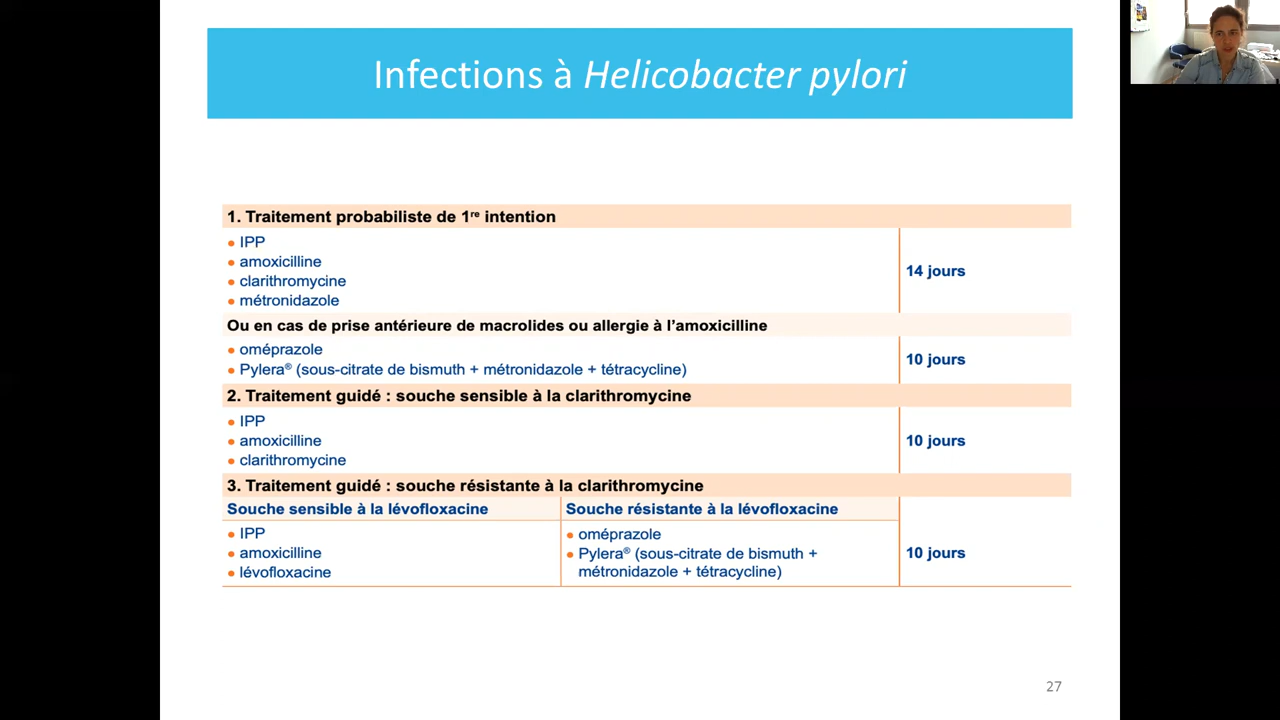 Infections à Helicobacter pylori
1. Traitement probabiliste de 1re intention
• IPP
• amoxicilline
• clarithromycine
• métronidazole
14 jours
Ou en cas de prise antérieure de macrolides ou allergie à l’amoxicilline
• oméprazole
• Pylera® (sous-citrate de bismuth + métronidazole + tétracycline)
10 jours
2. Traitement guidé : souche sensible à la clarithromycine
• IPP
• amoxicilline
• clarithromycine
10 jours
3. Traitement guidé : souche résistante à la clarithromycine
Souche sensible à la lévofloxacine
• IPP
• amoxicilline
• lévofloxacine
Souche résistante à la lévofloxacine
• oméprazole
• Pylera® (sous-citrate de bismuth +
métronidazole + tétracycline)
10 jours
27